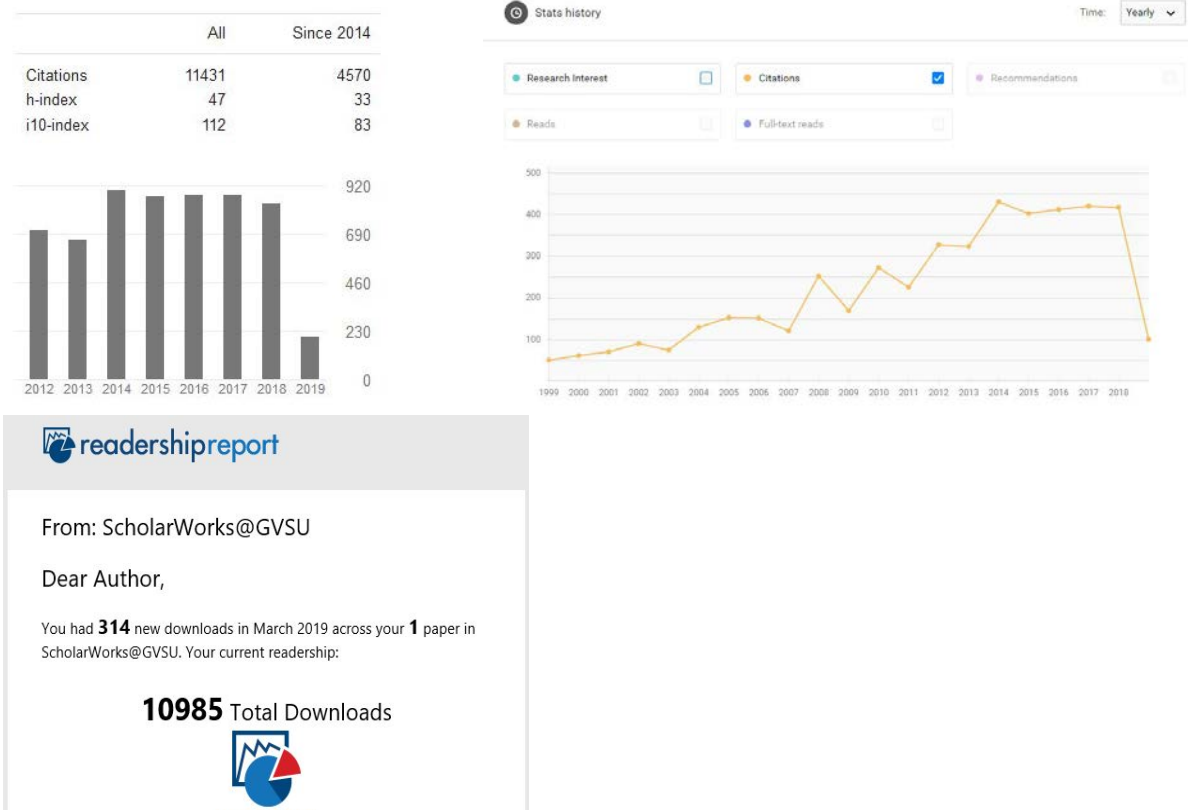 All Since 2014
Citations 11431 4570
h-index 47 33
i10-index 112 83
920
690
460
230
0
2012 2013 2014 2015 2016 2017 2018 2019
Stats history Time: Yearly
Research Interest Citations Recommendations
Reads Full-text reads
500
400
300
200
100
1999 2000 2001 2002 2003 2004 2005 2006 2007 2008 2009 2010 2011 2012 2013 2014 2015 2016 2017 2018
readershipreport
From: ScholarWorks@GVSU
Dear Author,
You had 314 new downloads in March 2019 across your 1 paper in
ScholarWorks@GVSU. Your current readership:
10985 Total Downloads